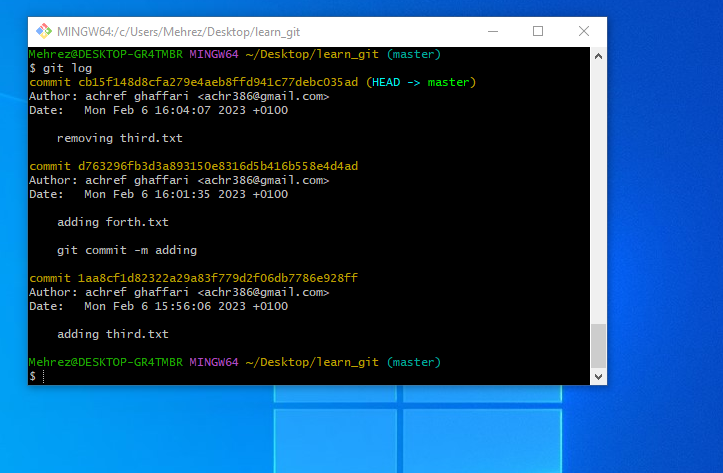 MINGW64:/c/Users/Mehrez/Desktop/learn_git
Mehrez@DESKTOP-GR4TMBR MINGW64 ~/Desktop/learn_git (master)
$ git log
commit cb15f148d8cfa279e4aeb8ffd941c77debc035ad (HEAD -> master)
Author: achref ghaffari <achr386@gmail.com>
Date:   Mon Feb 6 16:04:07 2023 +0100
    removing third.txt
commit d763296fb3d3a893150e8316d5b416b558e4d4ad
Author: achref ghaffari <achr386@gmail.com>
Date:   Mon Feb 6 16:01:35 2023 +0100
    adding forth.txt
    git commit -m adding
commit 1aa8cf1d82322a29a83f779d2f06db7786e928ff
Author: achref ghaffari <achr386@gmail.com>
Date:   Mon Feb 6 15:56:06 2023 +0100
    adding third.txt
Mehrez@DESKTOP-GR4TMBR MINGW64 ~/Desktop/learn_git (master)
$